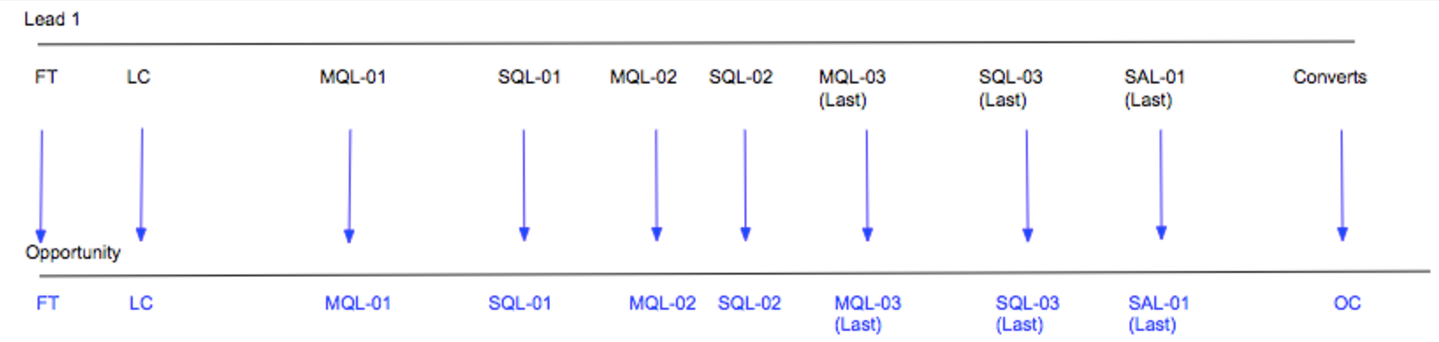 Lead 1
FT LC MQL-01 SQL-01 MQL-02 SQL-02 MQL-03 SQL-03 SAL-01 Converts
(Last) (Last) (Last)
Opportunity
FT LC MQL-01 SQL-01 MQL-02 SQL-02 MQL-03 SQL-03 SAL-01 OC
(Last) (Last) (Last)